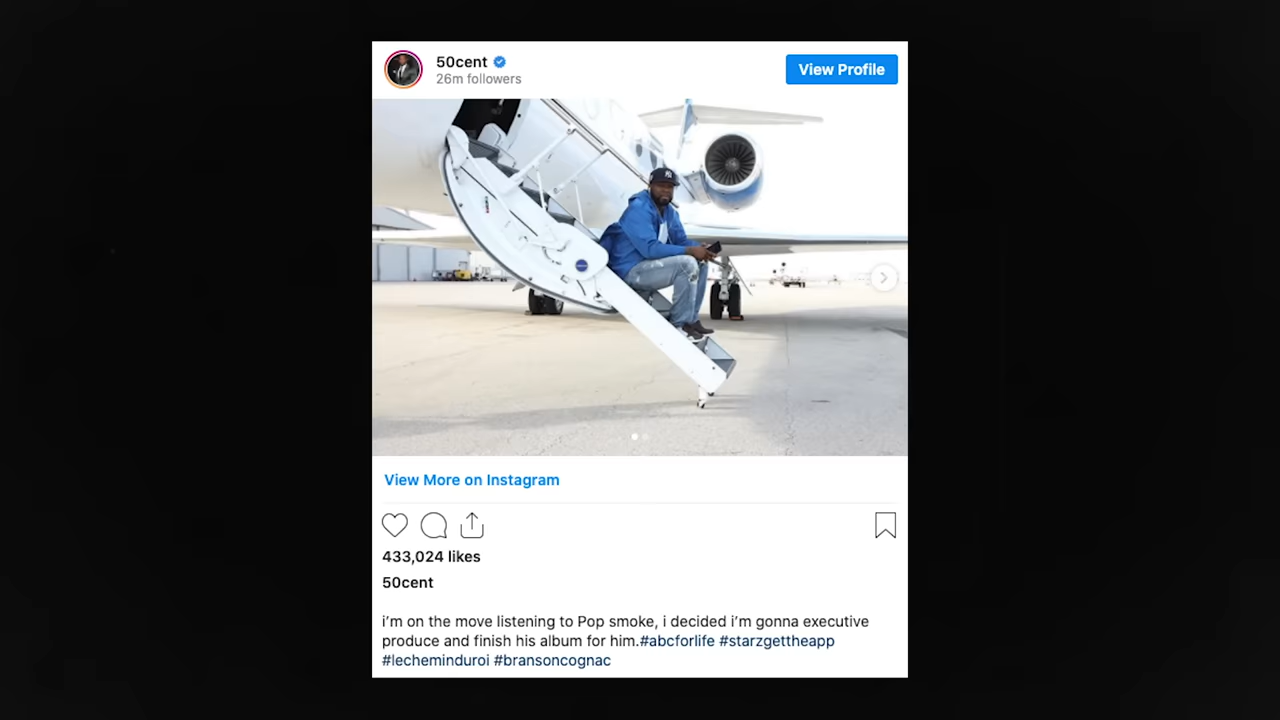 50cent
26m followers
View Profile
View More on Instagram
433,024 likes
50cent
i'm on the move listening to Pop smoke, i decided i'm gonna executive
produce and finish his album for him.#abcforlife #starzgettheapp
#lecheminduroi #bransoncognac